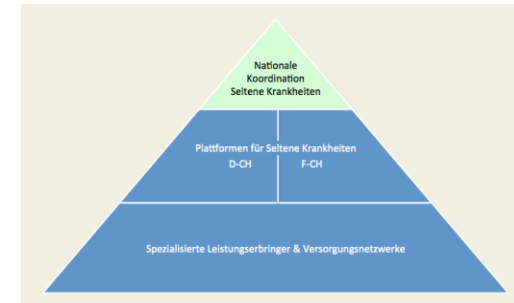 Nationale
Koordination
Seltene Krankheiten
Plattformen für Seltene Krankheiten
D-CH F-CH
Spezialisierte Leistungserbringer & Versorgungsnetzwerke